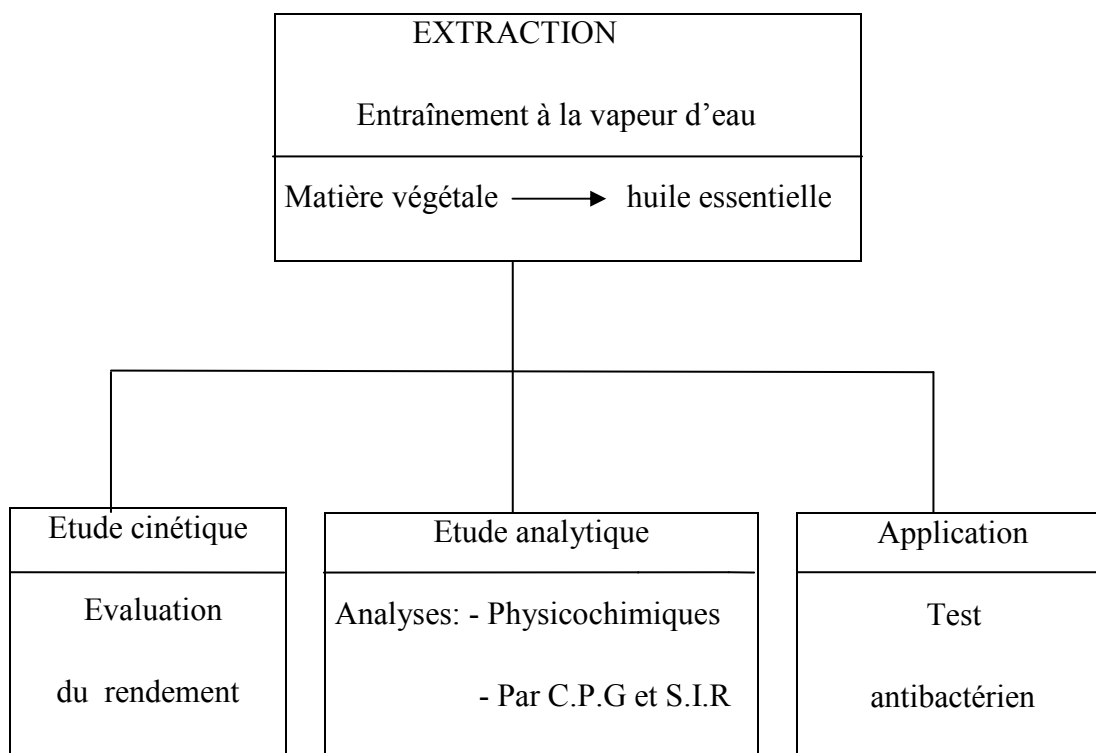 EXTRACTION
Entraînement à la vapeur d’eau
Matière végétale huile essentielle
Etude cinétique
Evaluation
du rendement
Etude analytique
Analyses: - Physicochimiques
- Par C.P.G et S.I.R
Application
Test
antibactérien